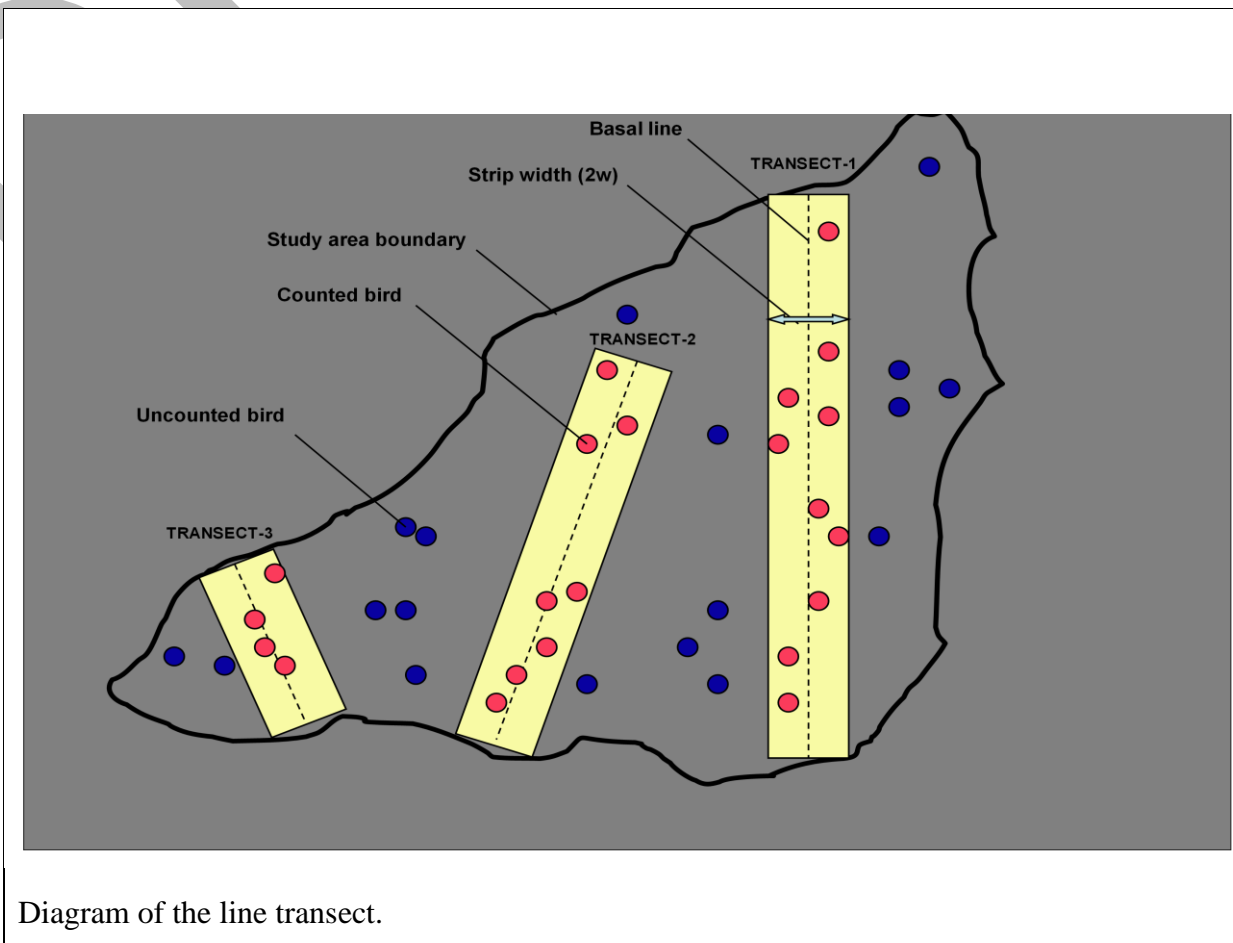 Basal line
TRANSECT-1
Strip width (2w)
Study area boundary
Counted bird
TRANSECT-2
Uncounted bird
TRANSECT-3
Diagram of the line transect.